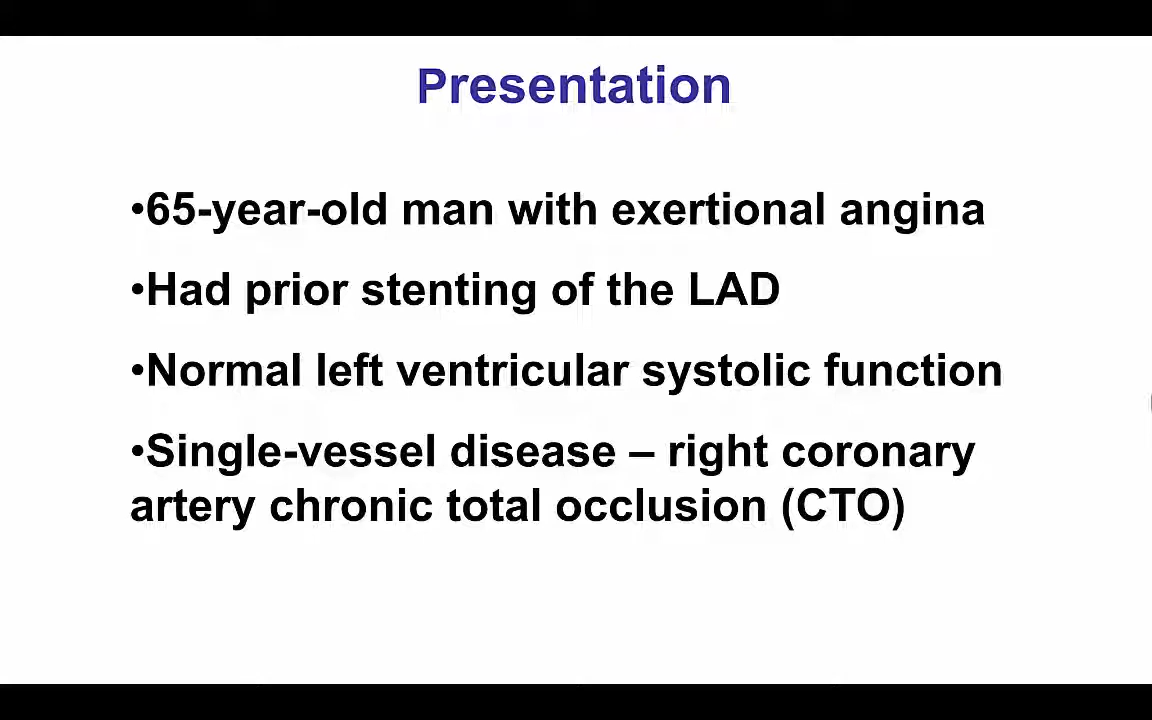 Presentation
•65-year-old man with exertional angina
•Had prior stenting of the LAD
•Normal left ventricular systolic function
•Single-vessel disease – right coronary
artery chronic total occlusion (CTO)